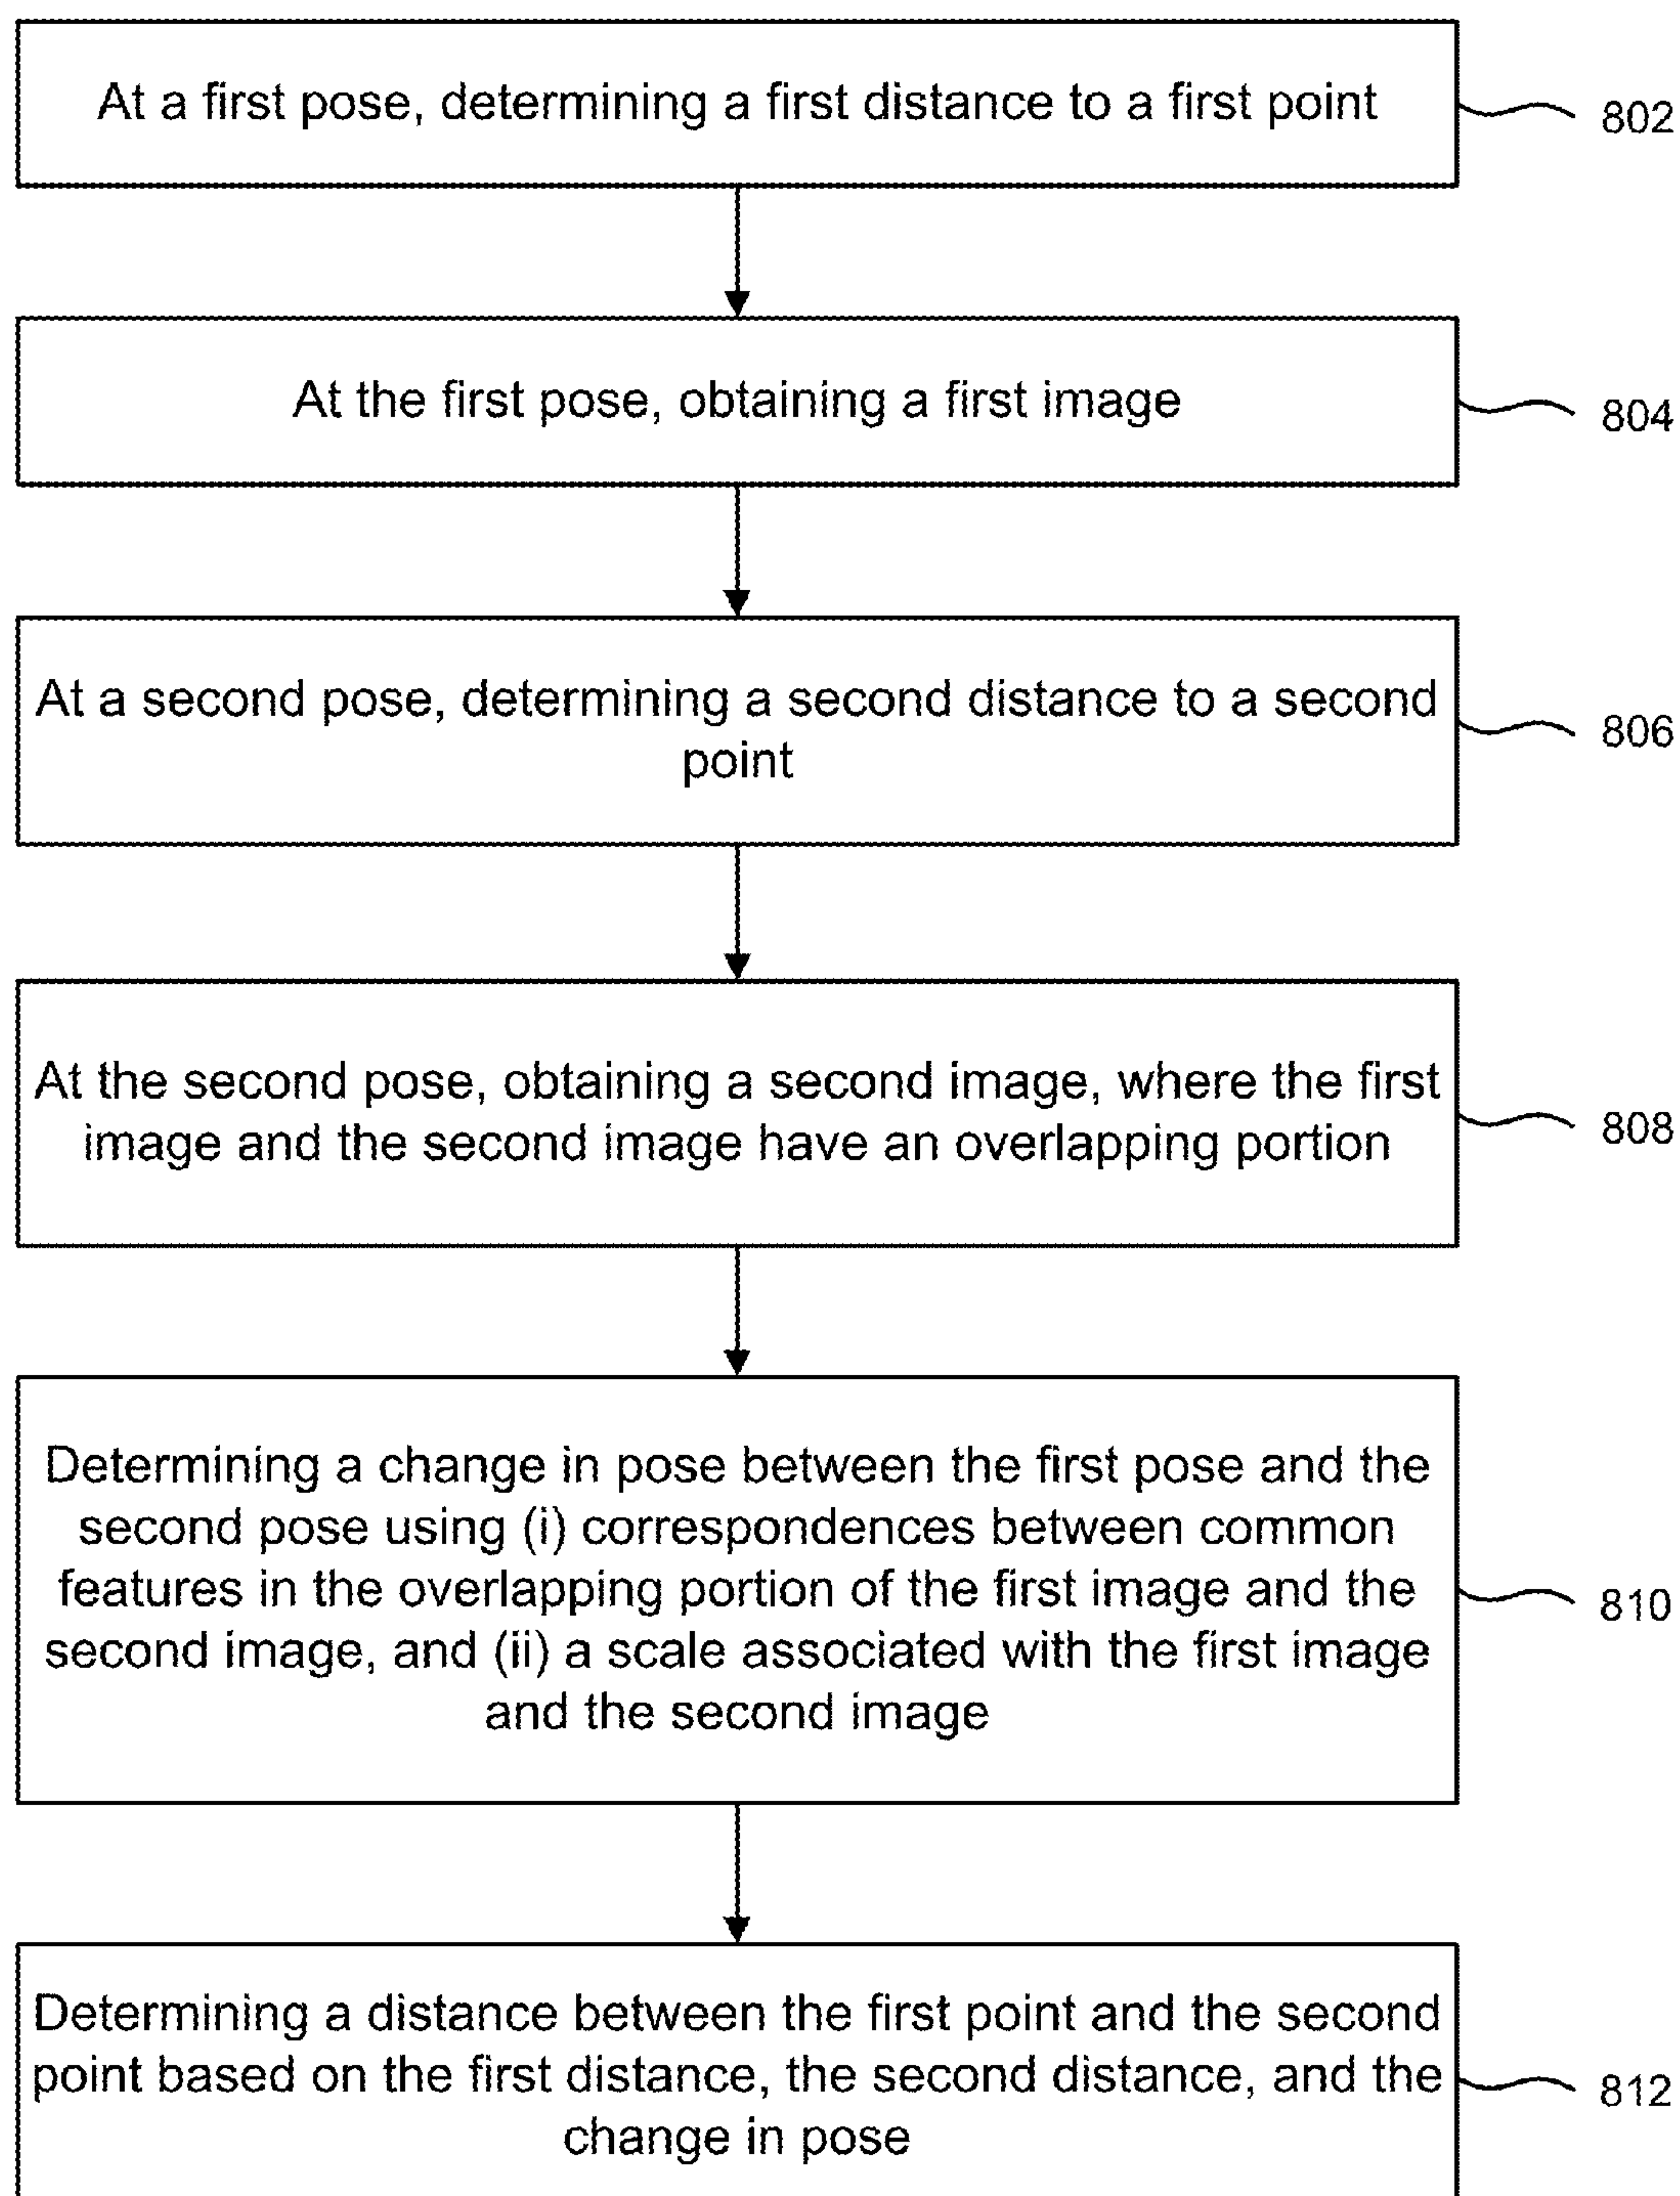 At a first pose, determining a first distance to a first point
802
At the first pose, obtaining a first image
804
At a second pose, determining a second distance to a second
point
806
At the second pose, obtaining a second image, where the first
image and the second image have an overlapping portion
808
Determining a change in pose between the first pose and the
second pose using (i) correspondences between common
features in the overlapping portion of the first image and the
second image, and (ii) a scale associated with the first image
and the second image
810
Determining a distance between the first point and the second
point based on the first distance, the second distance, and the
change in pose
812